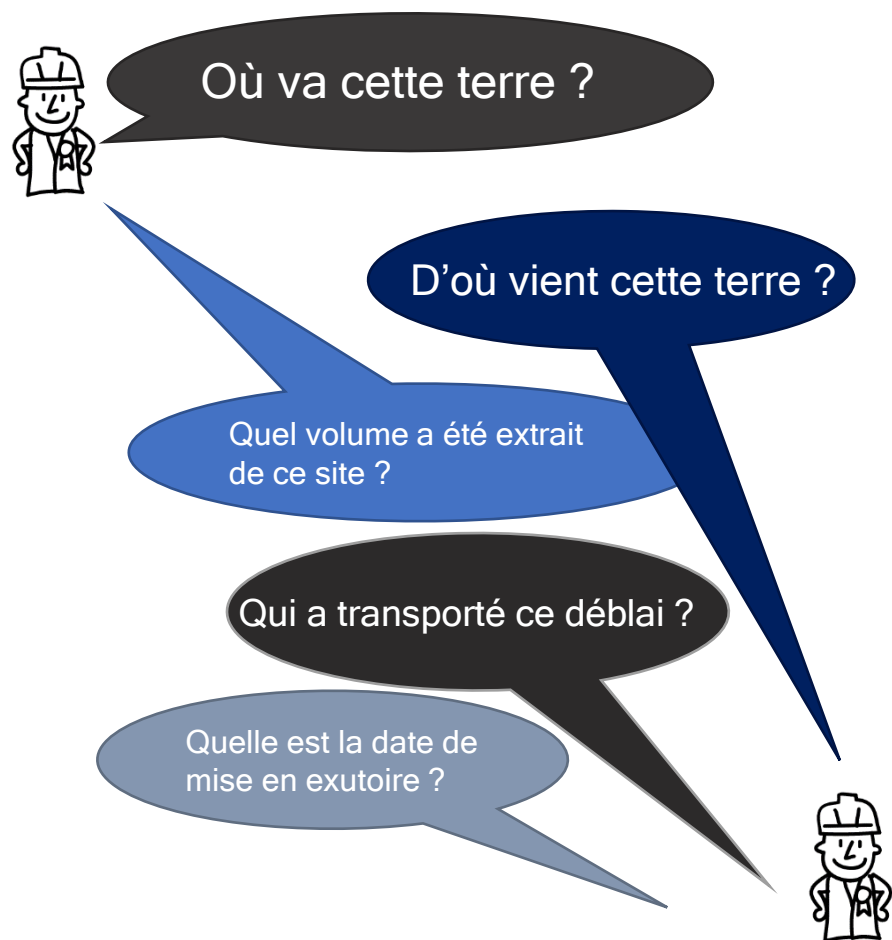 Où va cette terre ?
D’où vient cette terre ?
Quel volume a été extrait
de ce site ?
Qui a transporté ce déblai ?
Quelle est la date de
mise en exutoire ?